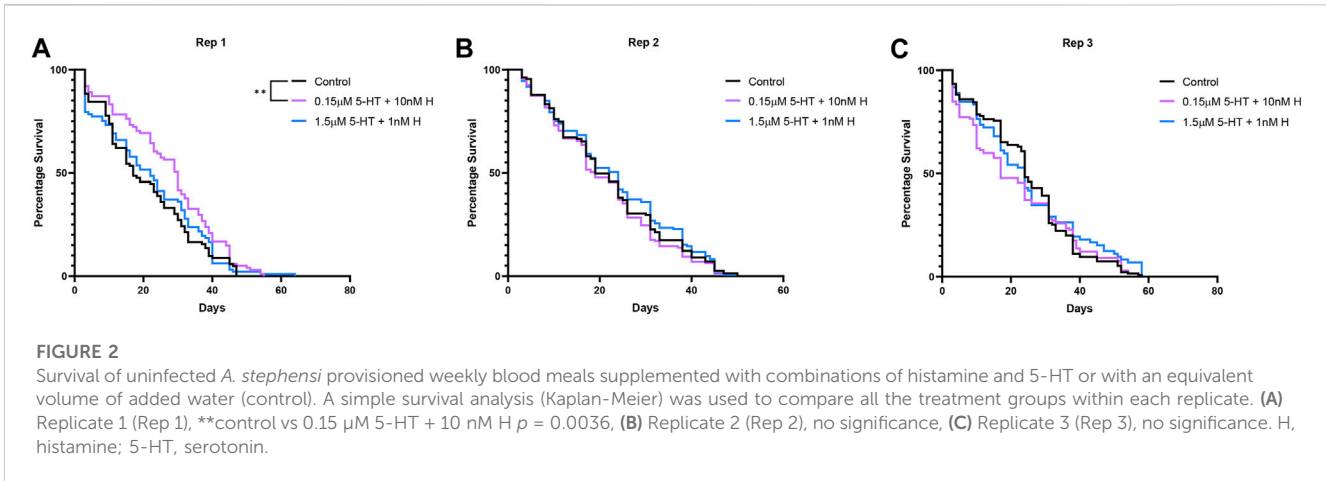 A
Rep 1
**
Control
0.15μM 5-HT + 10nM H
1.5μM 5-HT + 1nM H
Percentage Survival
100
50
0
0 20 40 60 80
Days
B
Rep 2
Control
0.15μM 5-HT + 10nM H
1.5μM 5-HT + 1nM H
Percentage Survival
100
50
0
0 20 40 60
Days
C
Rep 3
Control
0.15μM 5-HT + 10nM H
1.5μM 5-HT + 1nM H
Percentage Survival
100
50
0
0 20 40 60 80
Days
FIGURE 2
Survival of uninfected A. stephensi provisioned weekly blood meals supplemented with combinations of histamine and 5-HT or with an equivalent
volume of added water (control). A simple survival analysis (Kaplan-Meier) was used to compare all the treatment groups within each replicate. (A)
Replicate 1 (Rep 1), **control vs 0.15 μM 5-HT + 10 nM H p = 0.0036, (B) Replicate 2 (Rep 2), no significance, (C) Replicate 3 (Rep 3), no significance. H,
histamine; 5-HT, serotonin.